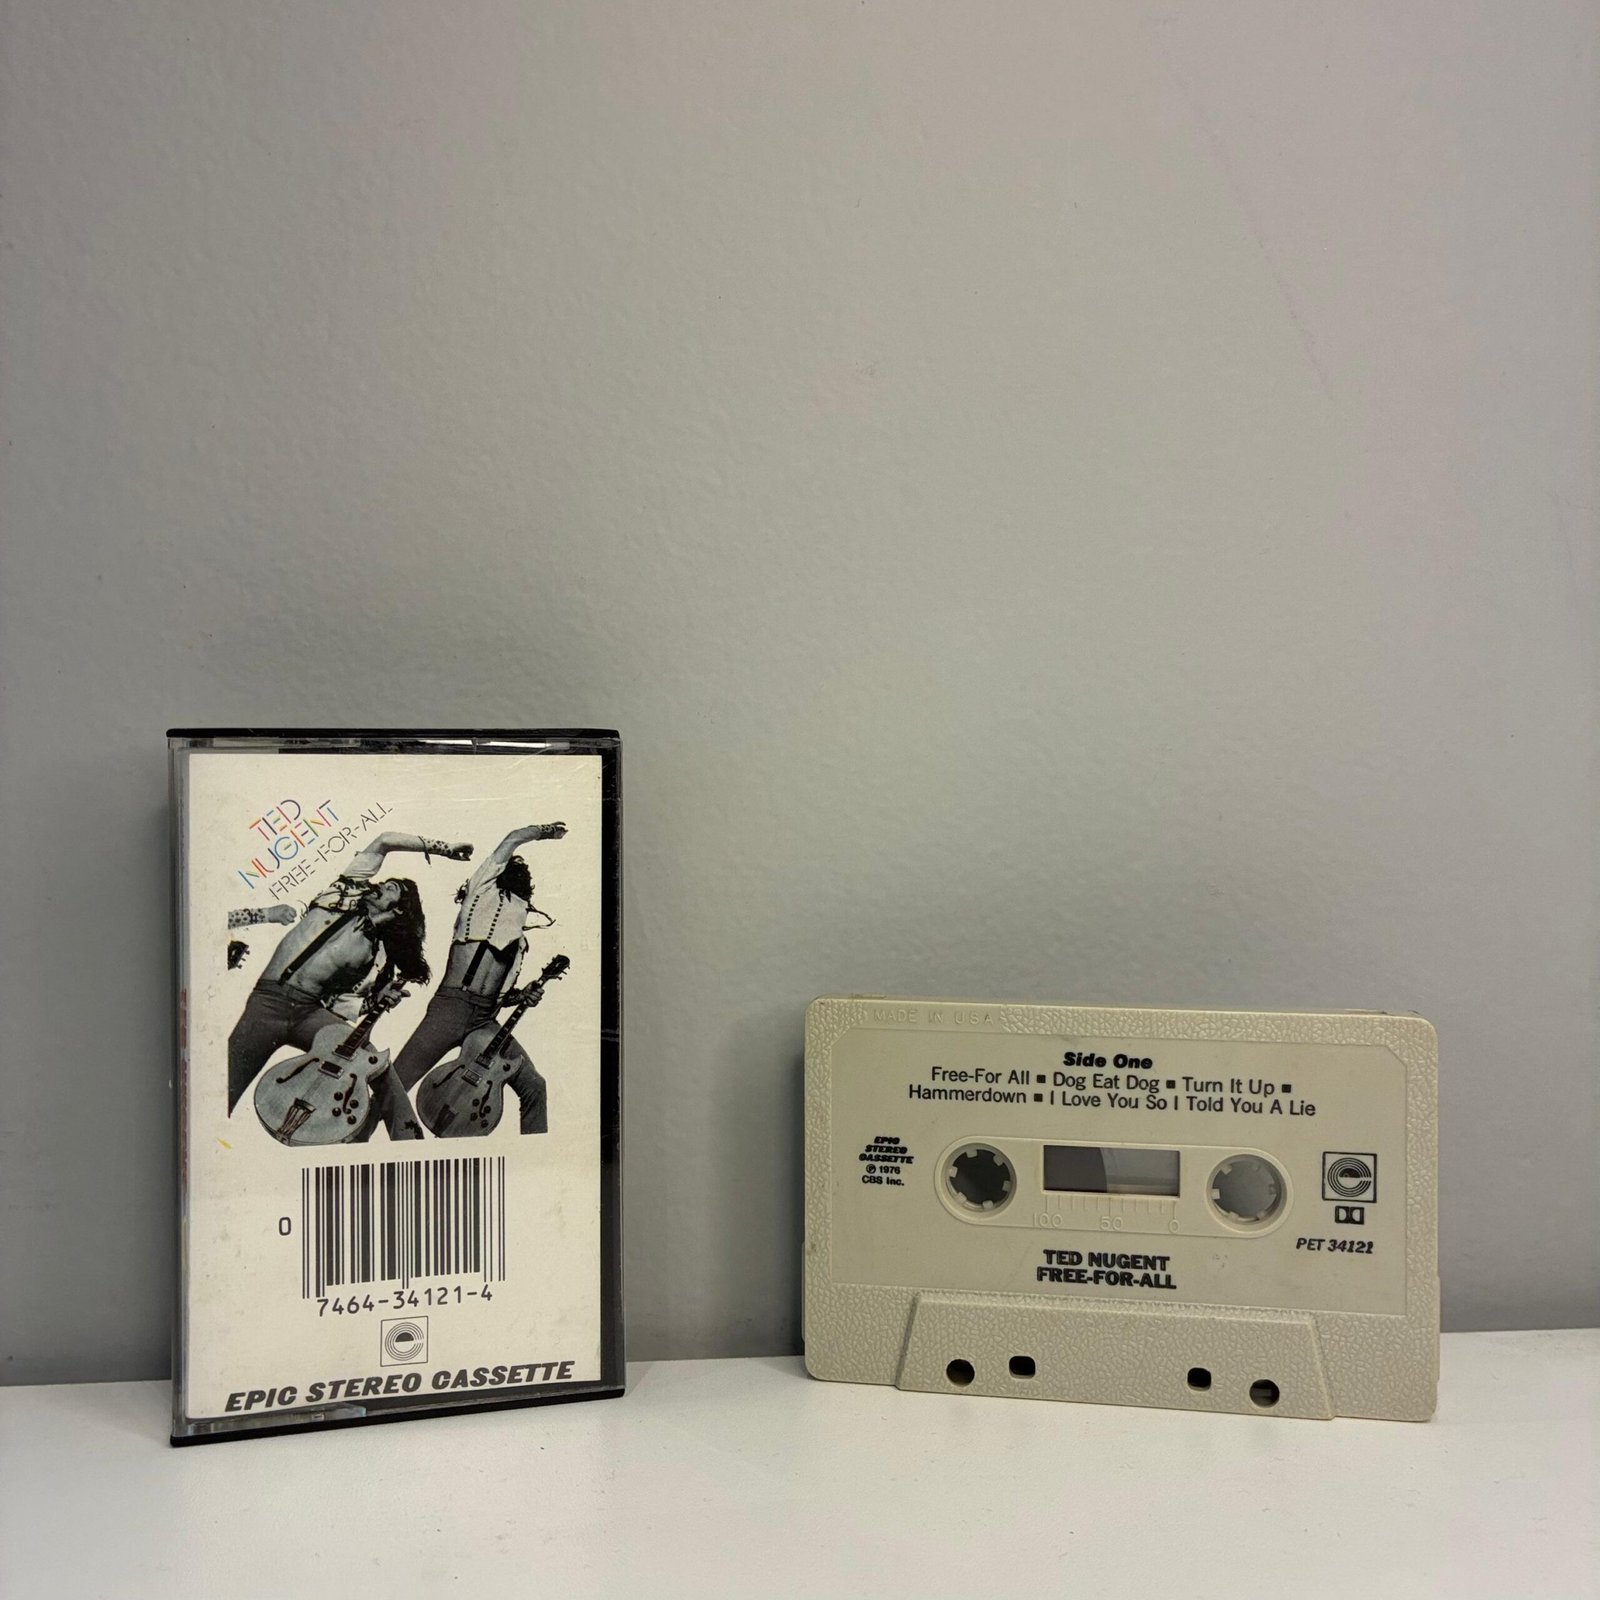 TED
NUGENT
FREE-FOR-ALL
0
7464-34121-4
EPIC STEREO CASSETTE
MADE IN USA
Side One
Free-For All ■ Dog Eat Dog ■ Turn It Up ■
Hammerdown ■ I Love You So I Told You A Lie
EPIC
STEREO
CASSETTE
℗ 1976
CBS Inc.
100 50 0
PET 34121
TED NUGENT
FREE-FOR-ALL